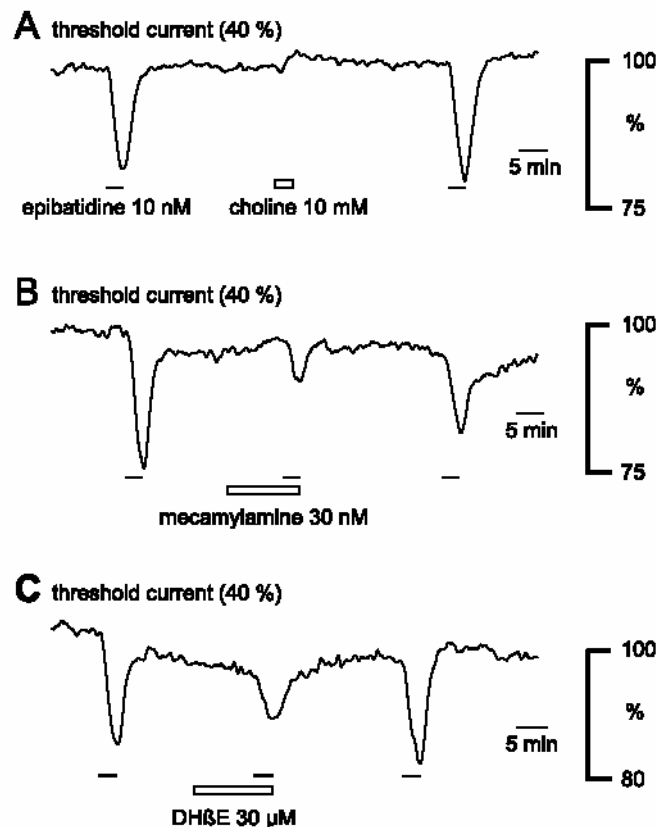 A threshold current (40 %)
100
%
5 min
epibatidine 10 nM choline 10 mM
75
B threshold current (40 %)
100
%
5 min
75
mecamylamine 30 nM
C threshold current (40 %)
100
%
5 min
80
DHßE 30 µM